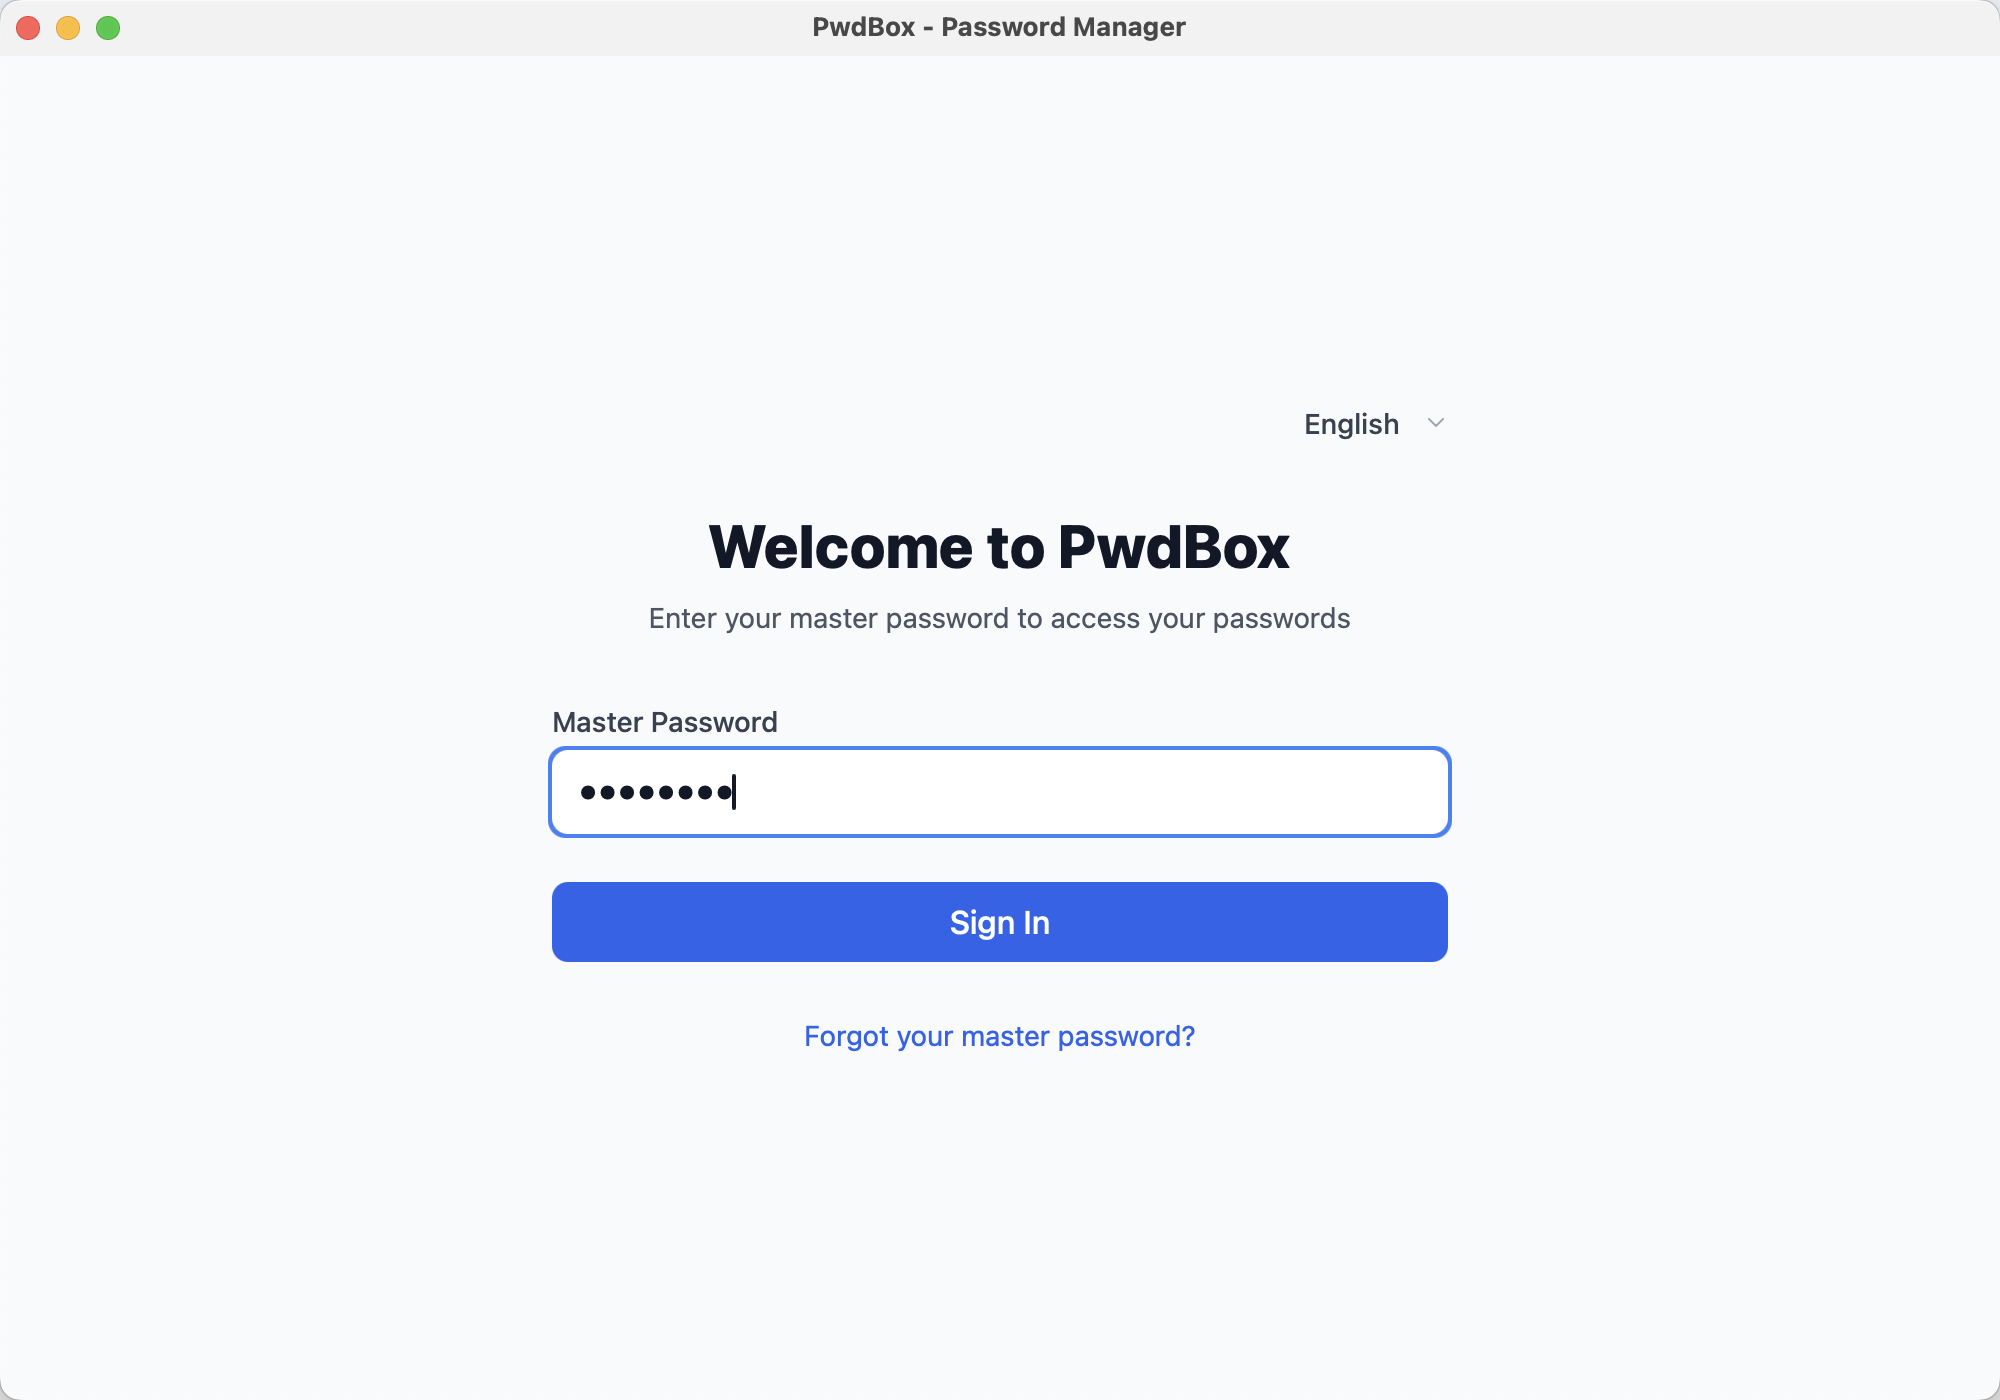 PwdBox - Password Manager
English
Welcome to PwdBox
Enter your master password to access your passwords
Master Password
••••••••
Sign In
Forgot your master password?